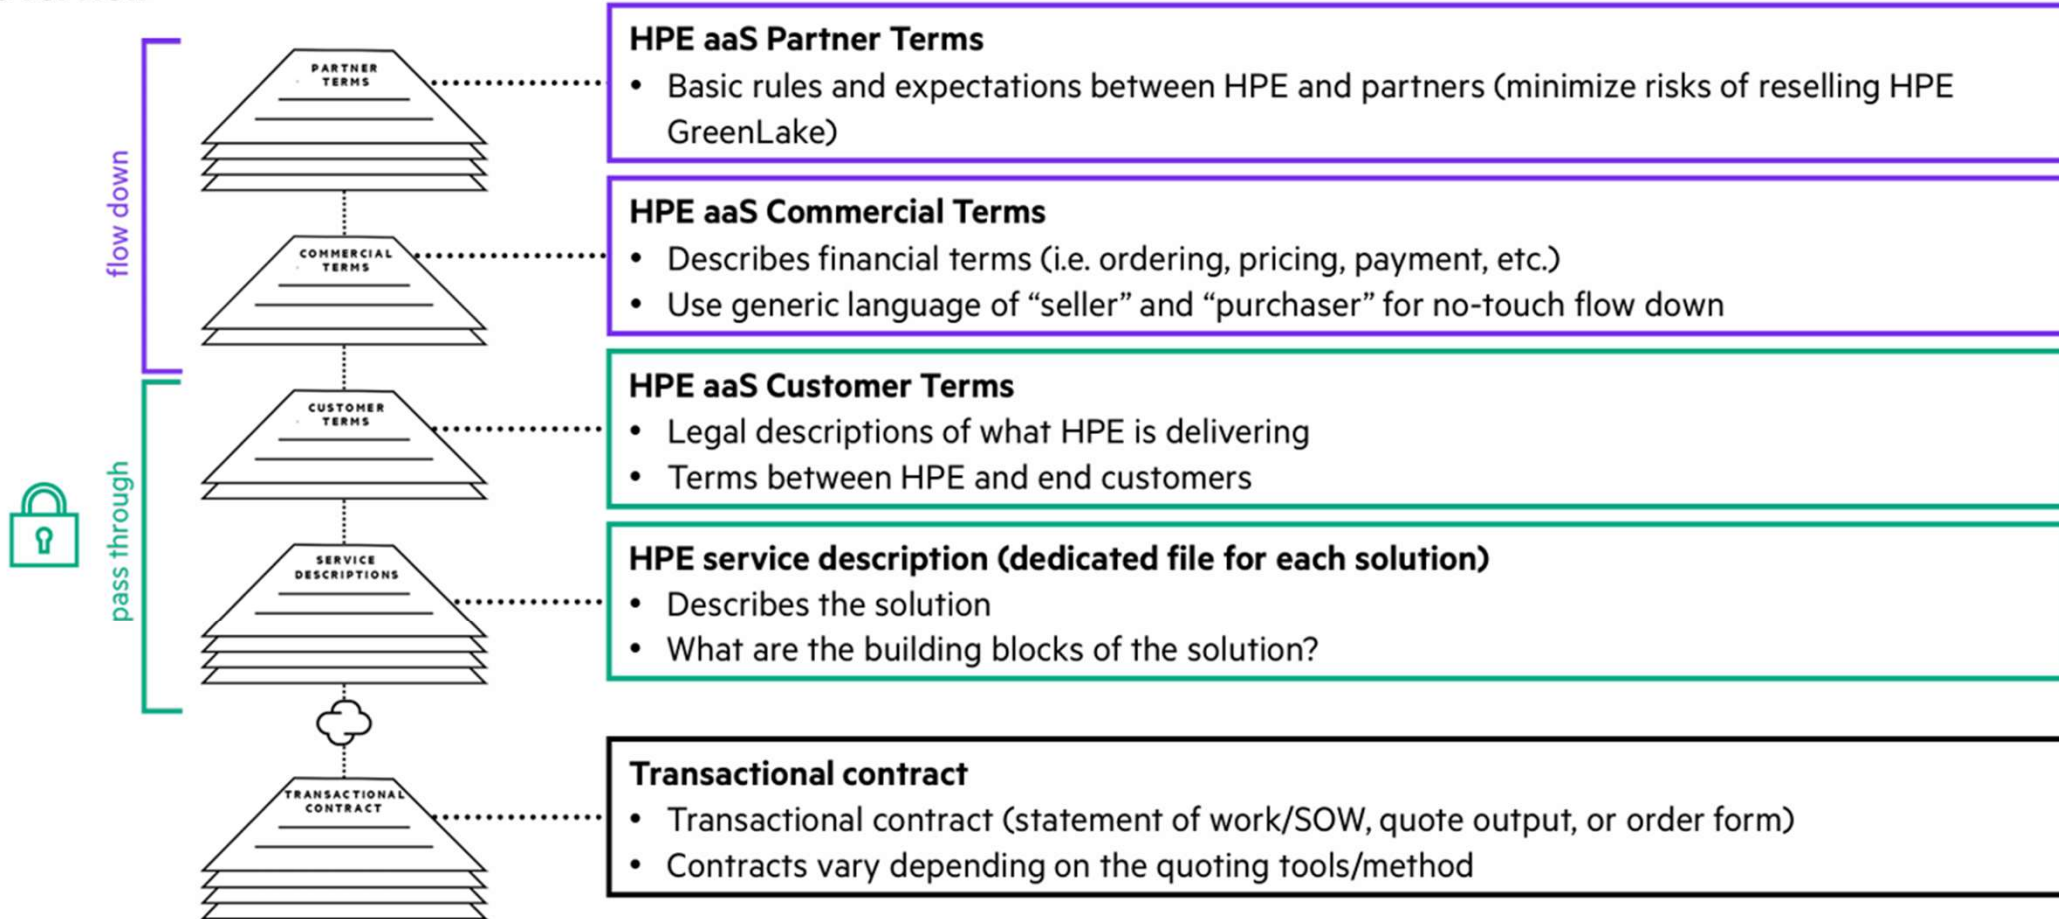 PARTNER
TERMS
HPE aaS Partner Terms
• Basic rules and expectations between HPE and partners (minimize risks of reselling HPE
GreenLake)
flow down
COMMERCIAL
TERMS
HPE aaS Commercial Terms
• Describes financial terms (i.e. ordering, pricing, payment, etc.)
• Use generic language of “seller” and “purchaser” for no-touch flow down
CUSTOMER
TERMS
HPE aaS Customer Terms
• Legal descriptions of what HPE is delivering
• Terms between HPE and end customers
pass through
SERVICE
DESCRIPTIONS
HPE service description (dedicated file for each solution)
• Describes the solution
• What are the building blocks of the solution?
TRANSACTIONAL
CONTRACT
Transactional contract
• Transactional contract (statement of work/SOW, quote output, or order form)
• Contracts vary depending on the quoting tools/method